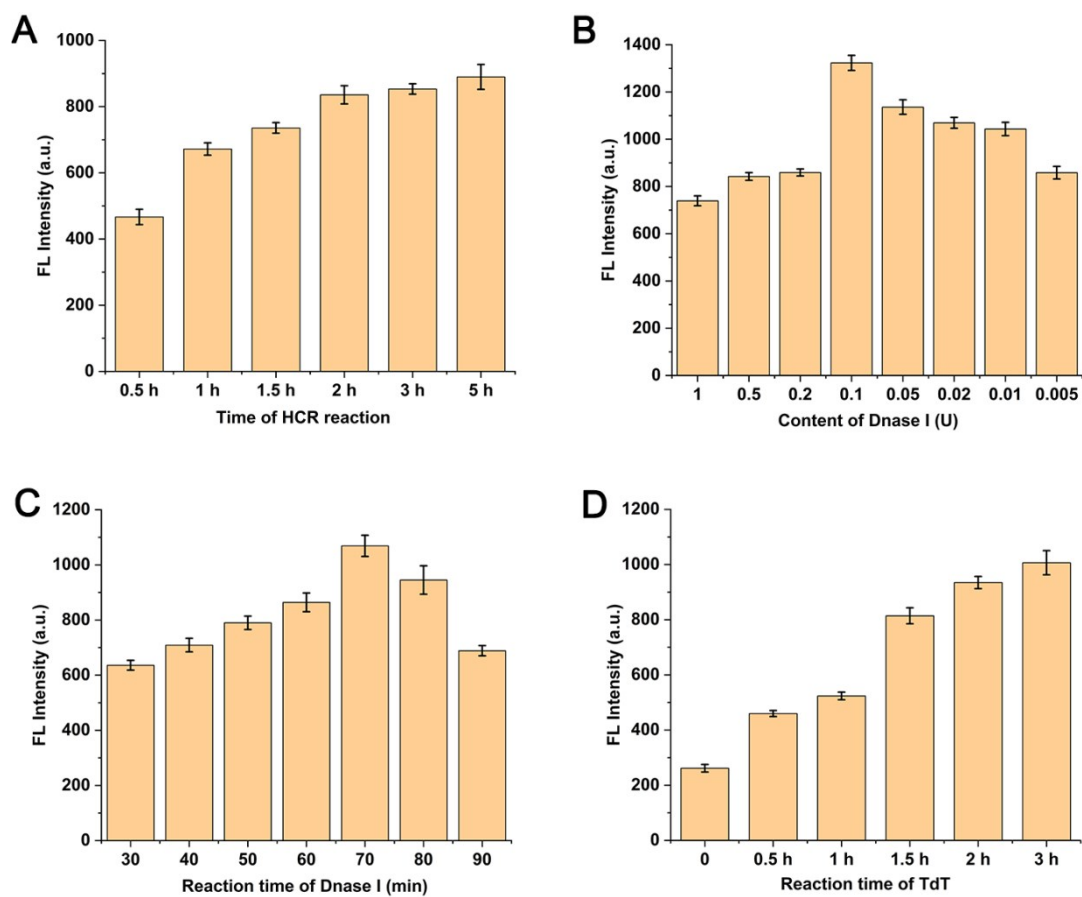 A
FL Intensity (a.u.)
1000
800
600
400
200
0
0.5 h 1 h 1.5 h 2 h 3 h 5 h
Time of HCR reaction
B
FL Intensity (a.u.)
1400
1200
1000
800
600
400
200
0
1 0.5 0.2 0.1 0.05 0.02 0.01 0.005
Content of Dnase I (U)
C
FL Intensity (a.u.)
1200
1000
800
600
400
200
0
30 40 50 60 70 80 90
Reaction time of Dnase I (min)
D
FL Intensity (a.u.)
1200
1000
800
600
400
200
0
0 0.5 h 1 h 1.5 h 2 h 3 h
Reaction time of TdT